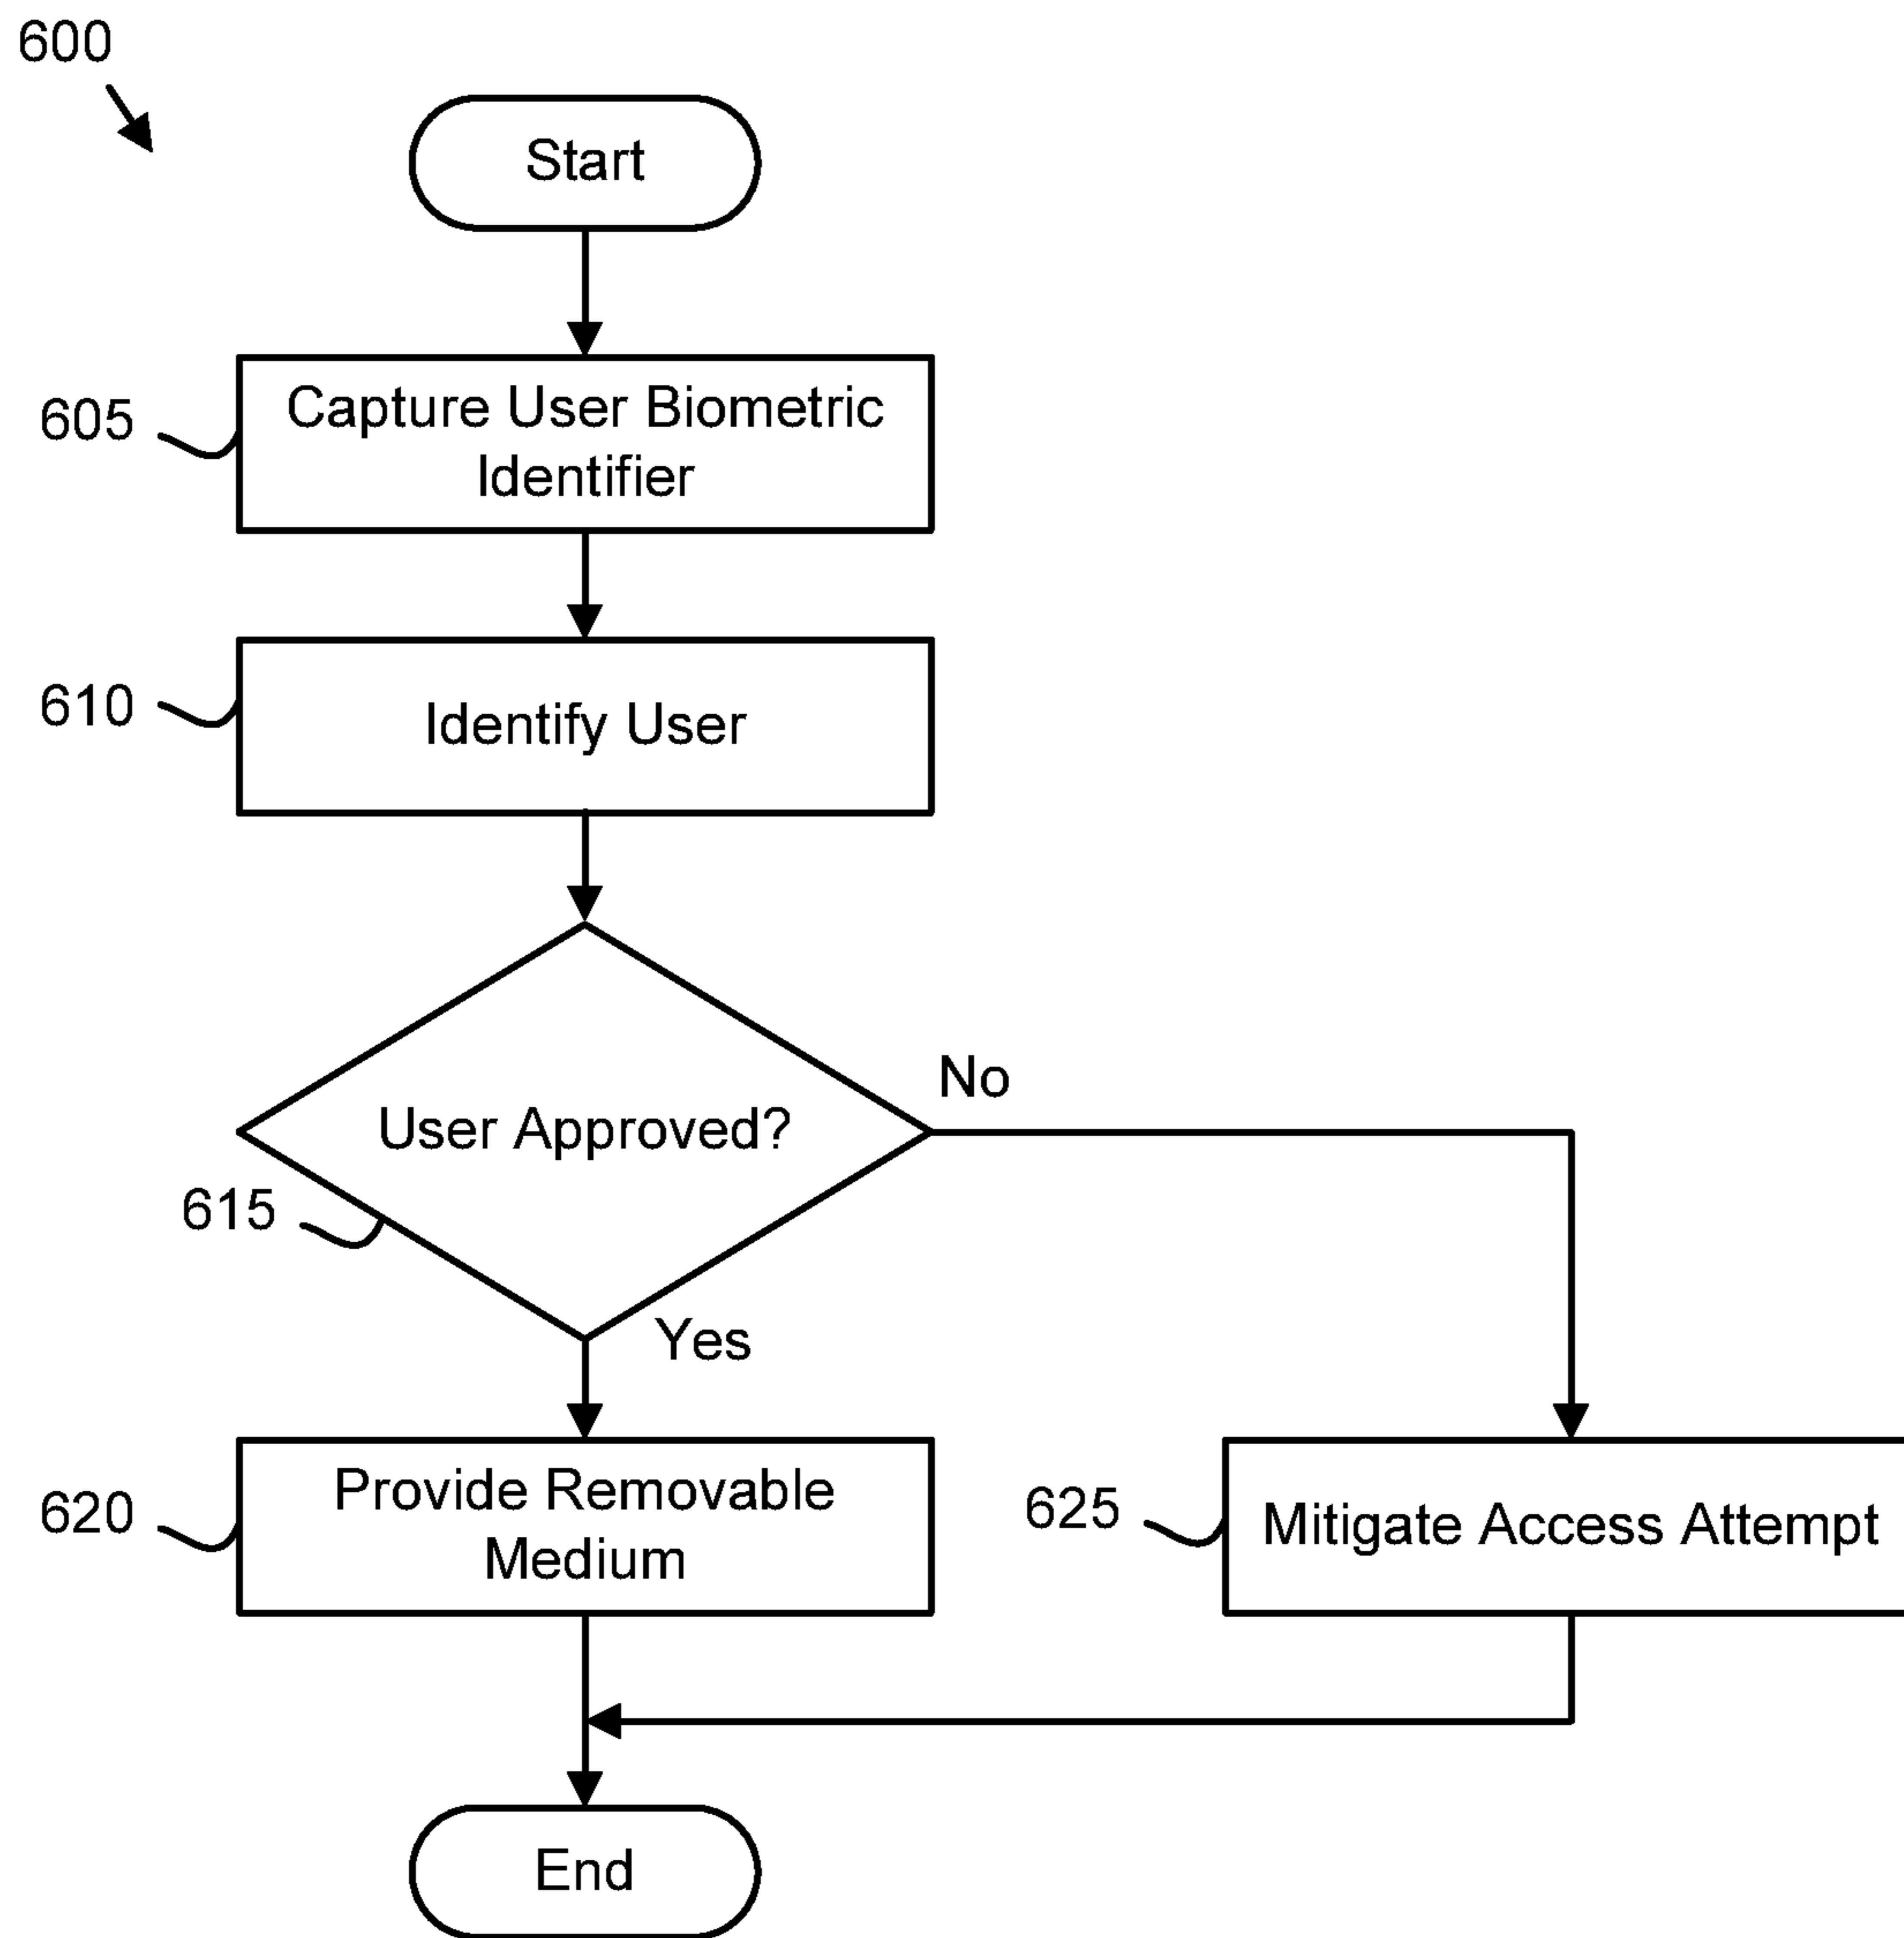 600
Start
605
Capture User Biometric
Identifier
610
Identify User
No
User Approved?
615
Yes
620
Provide Removable
Medium
625
Mitigate Access Attempt
End